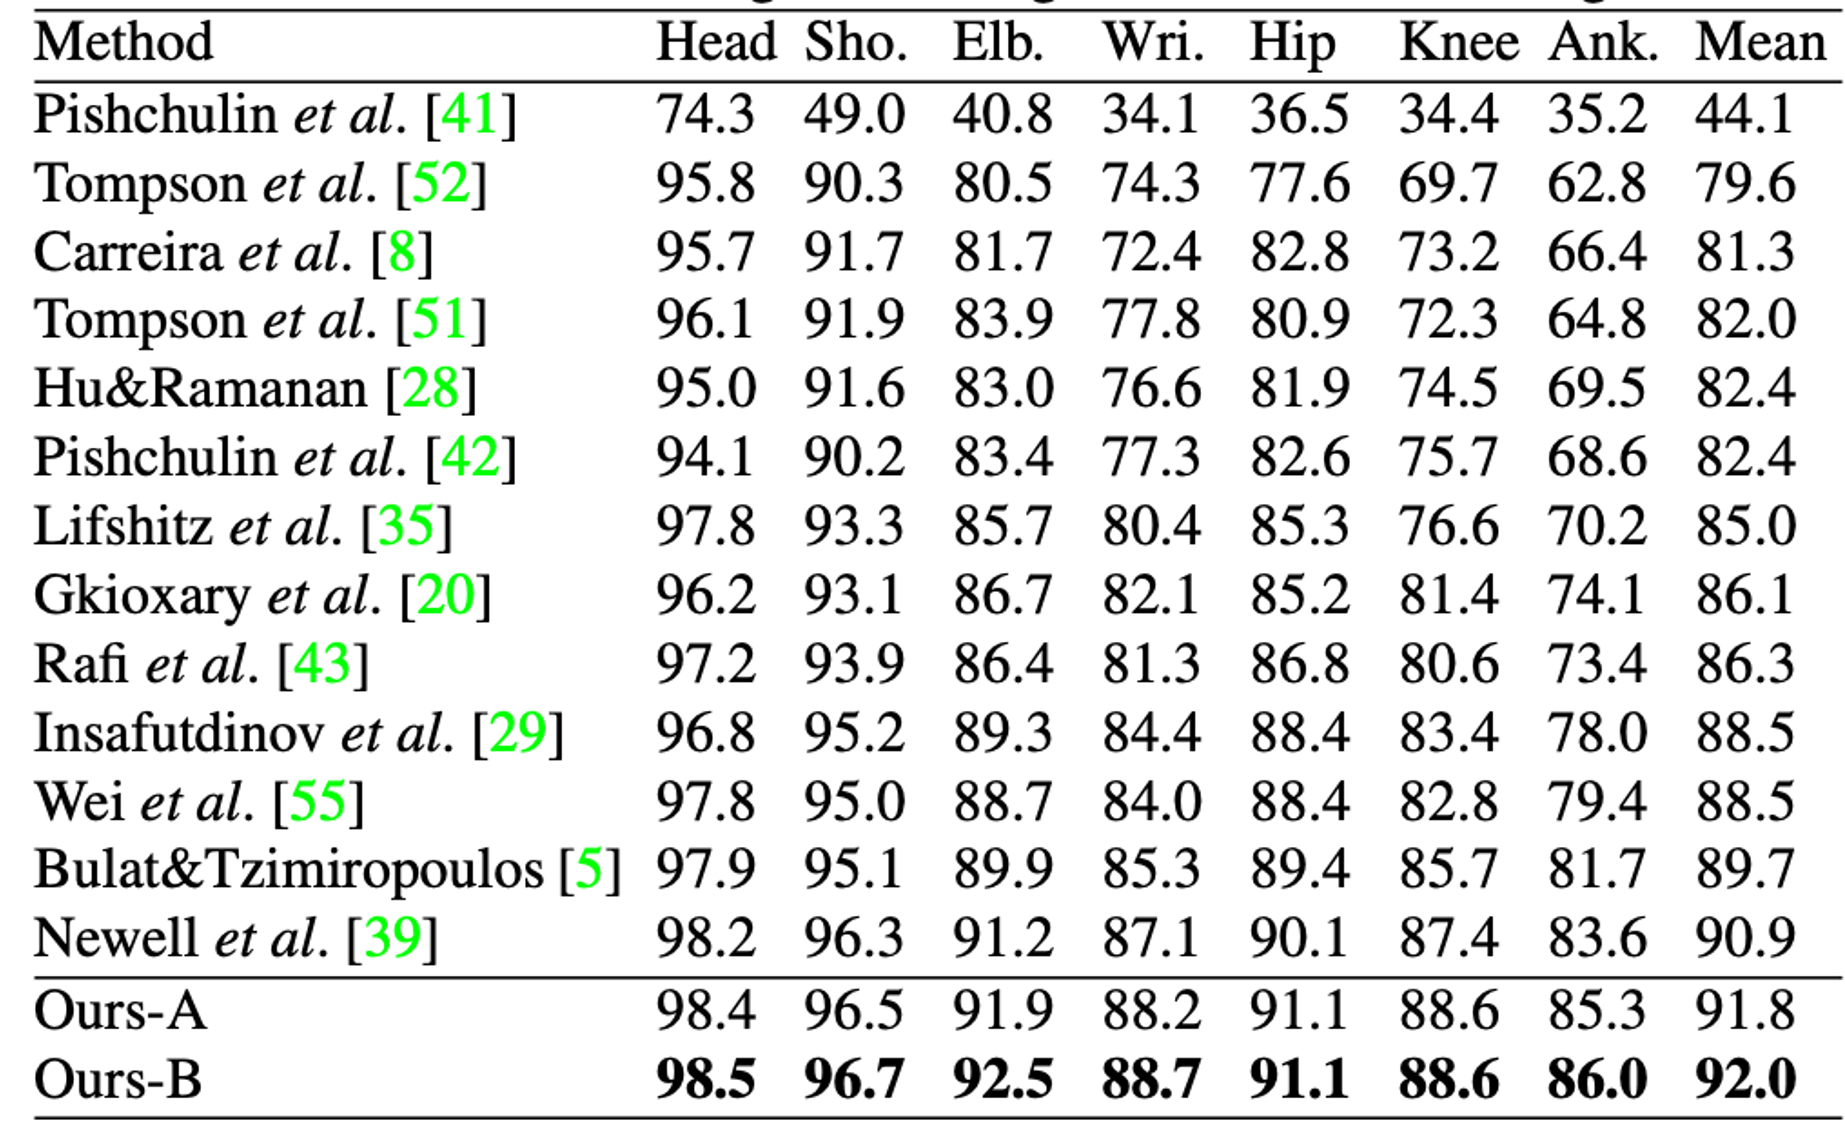 Method Head Sho. Elb. Wri. Hip Knee Ank. Mean
Pishchulin et al. [41] 74.3 49.0 40.8 34.1 36.5 34.4 35.2 44.1
Tompson et al. [52] 95.8 90.3 80.5 74.3 77.6 69.7 62.8 79.6
Carreira et al. [8] 95.7 91.7 81.7 72.4 82.8 73.2 66.4 81.3
Tompson et al. [51] 96.1 91.9 83.9 77.8 80.9 72.3 64.8 82.0
Hu&Ramanan [28] 95.0 91.6 83.0 76.6 81.9 74.5 69.5 82.4
Pishchulin et al. [42] 94.1 90.2 83.4 77.3 82.6 75.7 68.6 82.4
Lifshitz et al. [35] 97.8 93.3 85.7 80.4 85.3 76.6 70.2 85.0
Gkioxary et al. [20] 96.2 93.1 86.7 82.1 85.2 81.4 74.1 86.1
Rafi et al. [43] 97.2 93.9 86.4 81.3 86.8 80.6 73.4 86.3
Insafutdinov et al. [29] 96.8 95.2 89.3 84.4 88.4 83.4 78.0 88.5
Wei et al. [55] 97.8 95.0 88.7 84.0 88.4 82.8 79.4 88.5
Bulat&Tzimiropoulos [5] 97.9 95.1 89.9 85.3 89.4 85.7 81.7 89.7
Newell et al. [39] 98.2 96.3 91.2 87.1 90.1 87.4 83.6 90.9
Ours-A 98.4 96.5 91.9 88.2 91.1 88.6 85.3 91.8
Ours-B 98.5 96.7 92.5 88.7 91.1 88.6 86.0 92.0